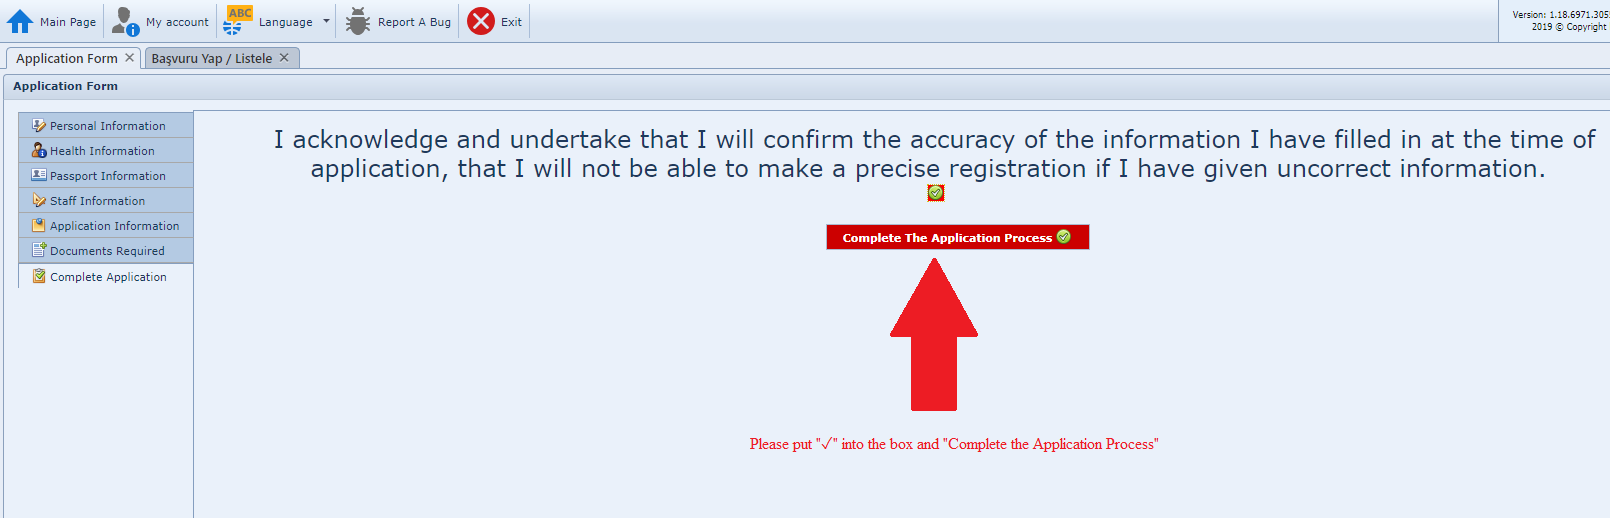 Main Page My account ABC Language Report A Bug Exit
Version: 1.18.6971.305
2019 © Copyright
Application Form Başvuru Yap / Listele
Application Form
Personal Information
Health Information
Passport Information
Staff Information
Application Information
Documents Required
Complete Application
I acknowledge and undertake that I will confirm the accuracy of the information I have filled in at the time of
application, that I will not be able to make a precise registration if I have given uncorrect information.
Complete The Application Process
Please put "✓" into the box and "Complete the Application Process"